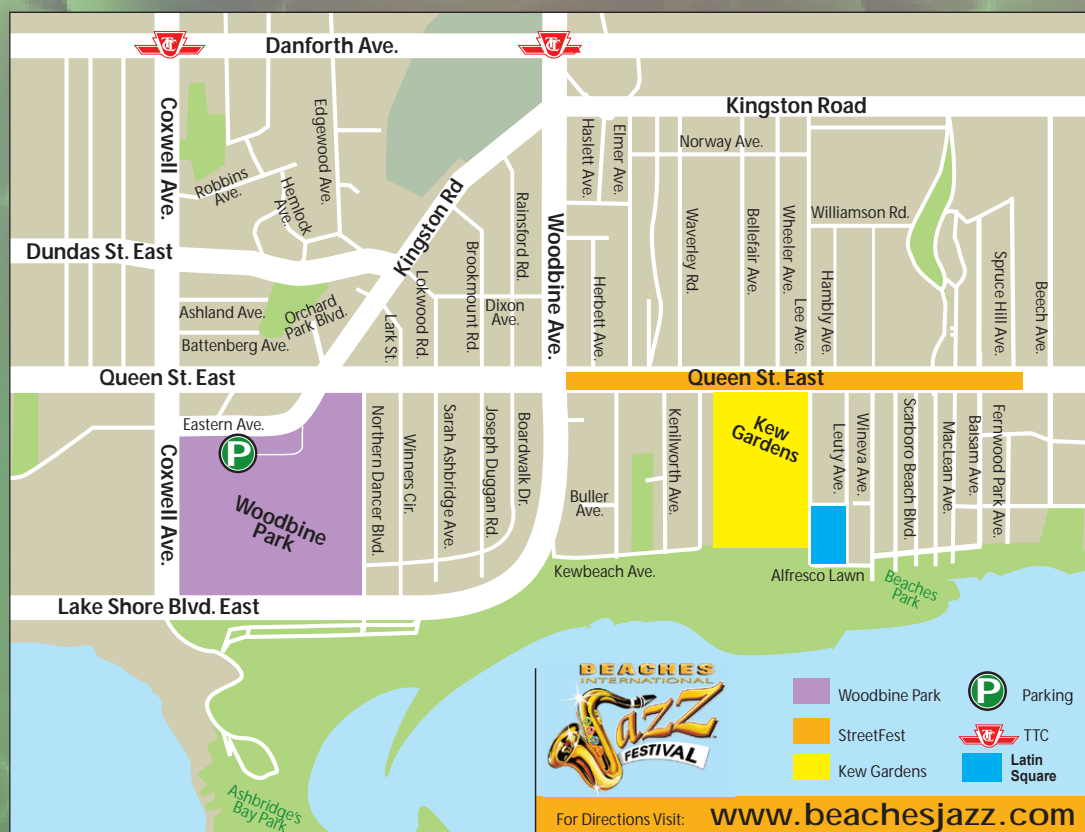 Danforth Ave.
Kingston Road
Coxwell Ave.
Edgewood Ave.
Robbins
Ave.
Hemlock
Ave.
Kingston Rd
Rainsford Rd.
Woodbine Ave.
Haslett Ave.
Elmer Ave.
Norway Ave.
Waverley Rd.
Bellefair Ave.
Wheeler Ave.
Williamson Rd.
Dundas St. East
Ashland Ave.
Orchard
Park Blvd.
Battenberg Ave.
Lark St.
Lokwood Rd.
Brookmount Rd.
Dixon
Ave.
Herbett Ave.
Lee Ave.
Hambly Ave.
Spruce Hill Ave.
Beech Ave.
Queen St. East
Queen St. East
Eastern Ave.
P
Coxwell Ave.
Woodbine
Park
Northern Dancer Blvd.
Winners Cir.
Sarah Ashbridge Ave.
Joseph Duggan Rd.
Boardwalk Dr.
Buller
Ave.
Kenilworth Ave.
Kew
Gardens
Leuty Ave.
Wineva Ave.
Scarboro Beach Blvd.
MacLean Ave.
Balsam Ave.
Fernwood Park Ave.
Kewbeach Ave.
Alfresco Lawn
Beaches
Park
Lake Shore Blvd. East
Ashbridge's
Bay Park
BEACHES
INTERNATIONAL
JAZZ
FESTIVAL
Woodbine Park
P Parking
StreetFest
TTC
Kew Gardens
Latin
Square
For Directions Visit: www.beachesjazz.com